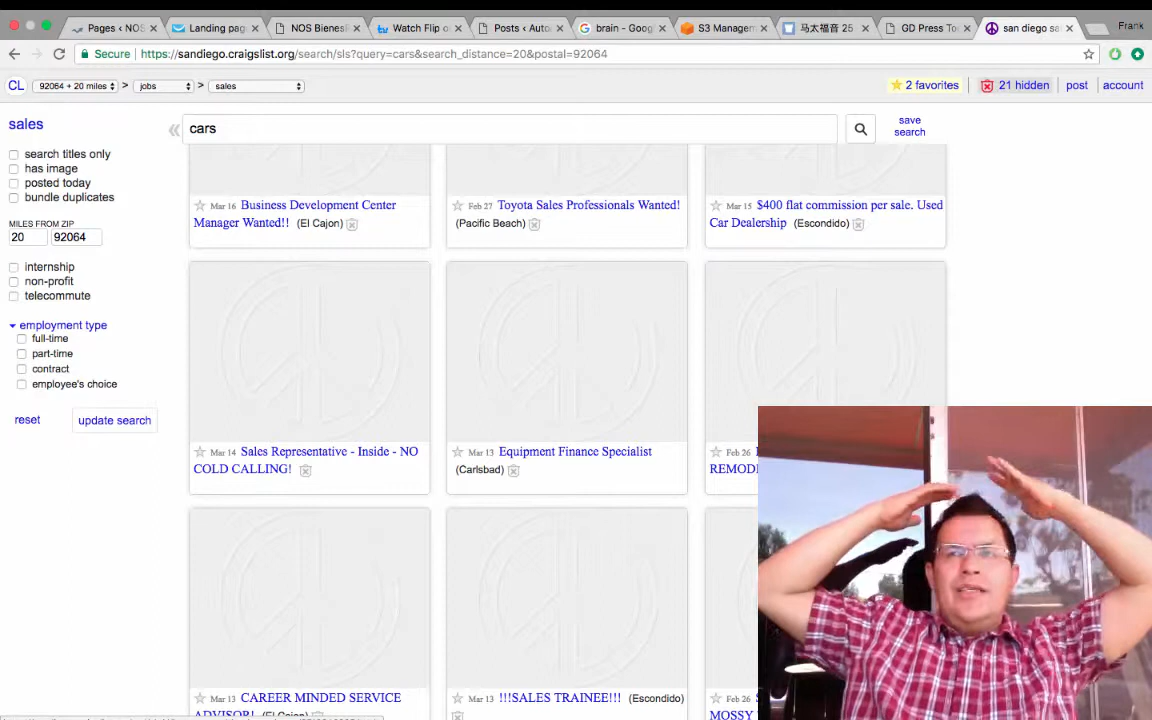 Pages ‹ NOS
Landing page
NOS Bienes
Watch Flip o
Posts ‹ Auto
brain - Goog
S3 Managem
马太福音 25
GD Press To
san diego sa
Frank
Secure
https://sandiego.craigslist.org/search/sls?query=cars&search_distance=20&postal=92064
CL
92064 + 20 miles
>
jobs
>
sales
2 favorites
21 hidden
post
account
sales
«
cars
save
search
search titles only
has image
posted today
bundle duplicates
MILES FROM ZIP
20 92064
internship
non-profit
telecommute
employment type
full-time
part-time
contract
employee's choice
reset
update search
Mar 16 Business Development Center
Manager Wanted!! (El Cajon)
Feb 27 Toyota Sales Professionals Wanted!
(Pacific Beach)
Mar 15 $400 flat commission per sale. Used
Car Dealership (Escondido)
Mar 14 Sales Representative - Inside - NO
COLD CALLING!
Mar 13 Equipment Finance Specialist
(Carlsbad)
Feb 26
REMODE
Mar 13 CAREER MINDED SERVICE
ADVISOR! (El Cajon)
Mar 13 !!!SALES TRAINEE!!! (Escondido)
Feb 26
MOSSY